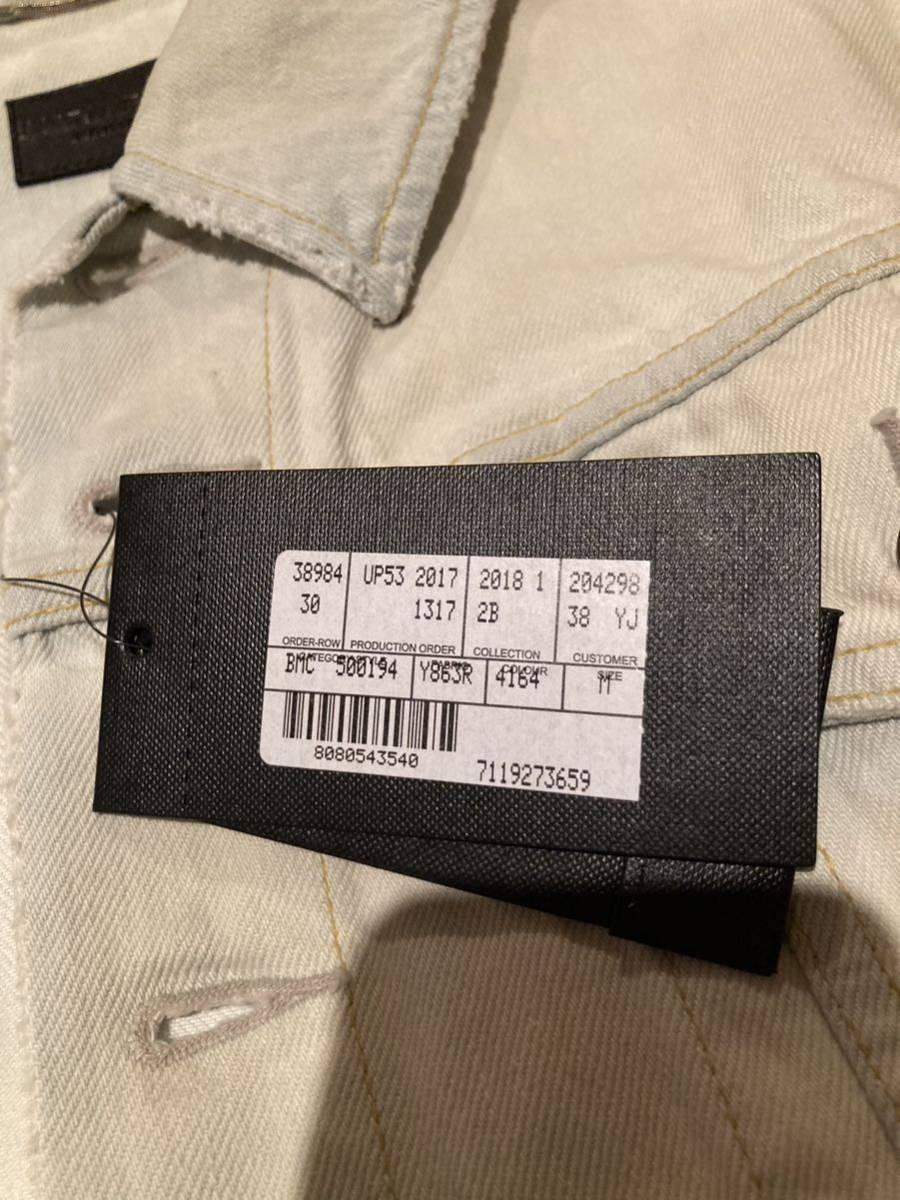 38984 UP53 2017 2018 1 204298
30 1317 2B 38 YJ
ORDER-ROW PRODUCTION ORDER COLLECTION CUSTOMER
CATEGORY COLOUR SIZE
BMC 500194 Y863R 4164 M
8080543540
7119273659